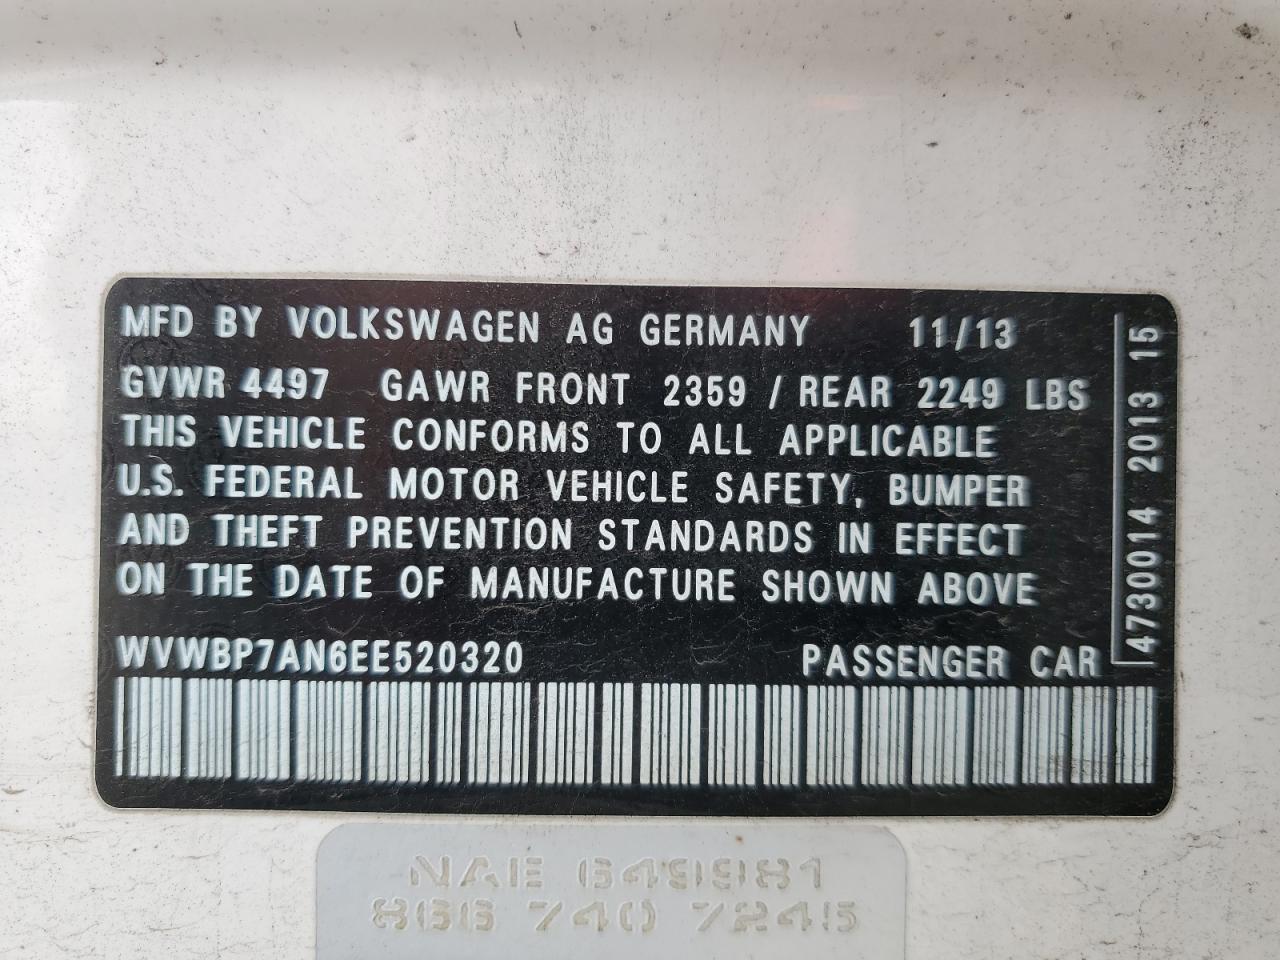 MFD BY VOLKSWAGEN AG GERMANY 11/13
GVWR 4497 GAWR FRONT 2359 / REAR 2249 LBS
THIS VEHICLE CONFORMS TO ALL APPLICABLE
U.S. FEDERAL MOTOR VEHICLE SAFETY, BUMPER
AND THEFT PREVENTION STANDARDS IN EFFECT
ON THE DATE OF MANUFACTURE SHOWN ABOVE
WVWBP7AN6EE520320 PASSENGER CAR
4730014 2013 15
NAE 649981
866 740 7245